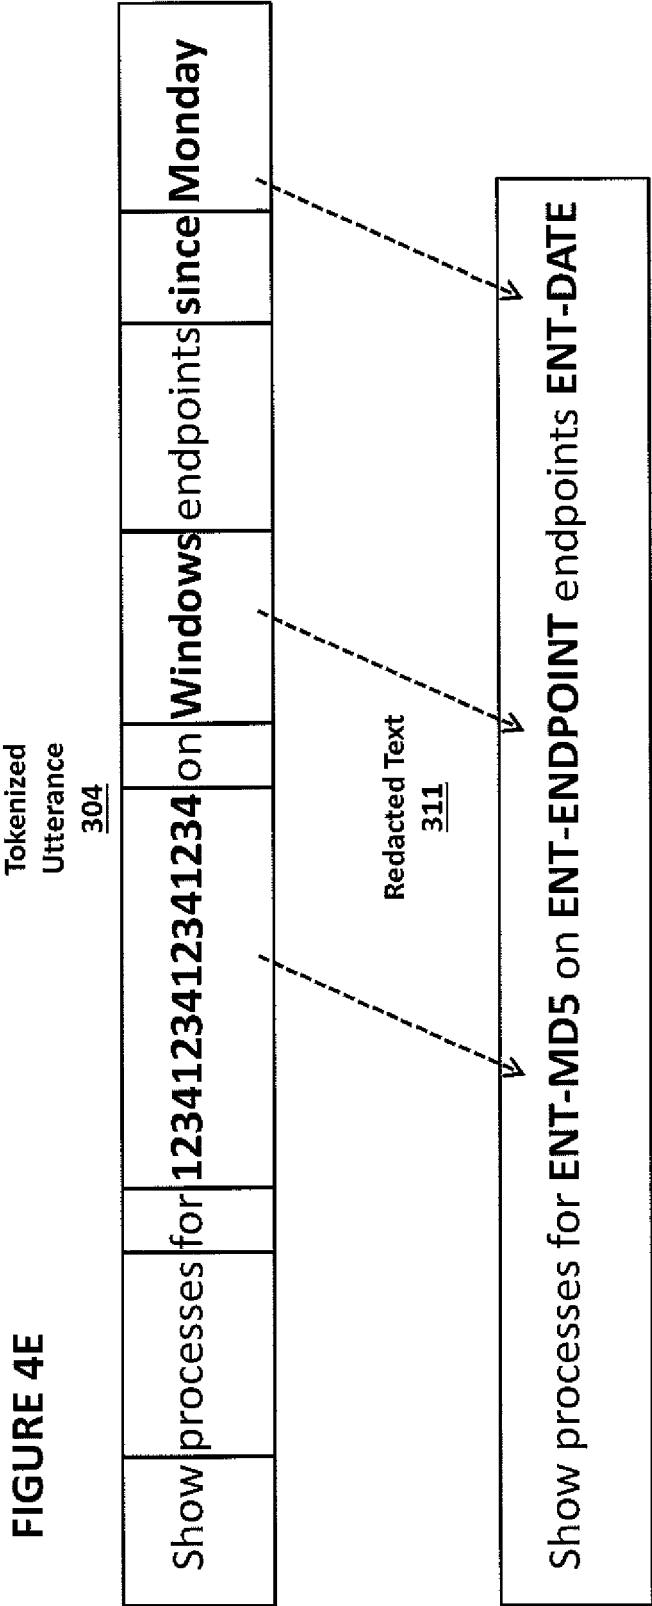 FIGURE 4E
Tokenized
Utterance
304
Show processes for 1234123412341234 on Windows endpoints since Monday
Redacted Text
311
Show processes for ENT-MD5 on ENT-ENDPOINT endpoints ENT-DATE